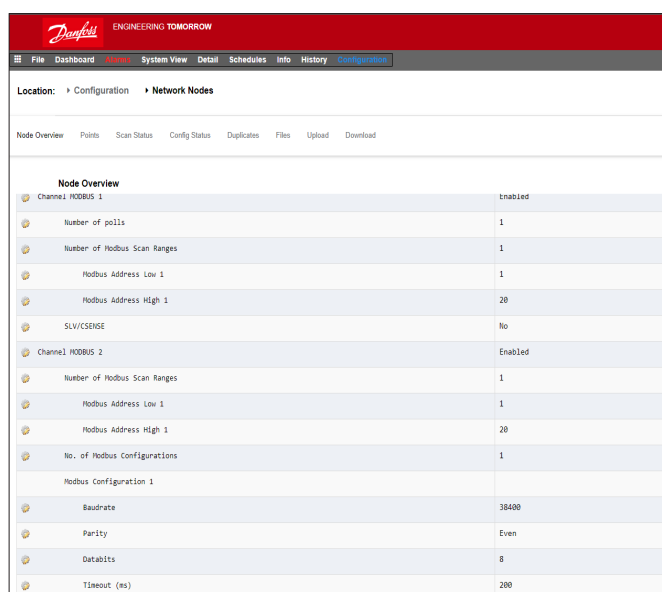 Danfoss ENGINEERING TOMORROW
File Dashboard Alarms System View Detail Schedules Info History Configuration
Location: Configuration Network Nodes
Node Overview Points Scan Status Config Status Duplicates Files Upload Download
Node Overview
Channel MODBUS 1 Enabled
Number of polls 1
Number of Modbus Scan Ranges 1
Modbus Address Low 1 1
Modbus Address High 1 20
SLV/CSENSE No
Channel MODBUS 2 Enabled
Number of Modbus Scan Ranges 1
Modbus Address Low 1 1
Modbus Address High 1 20
No. of Modbus Configurations 1
Modbus Configuration 1
Baudrate 38400
Parity Even
Databits 8
Timeout (ms) 200